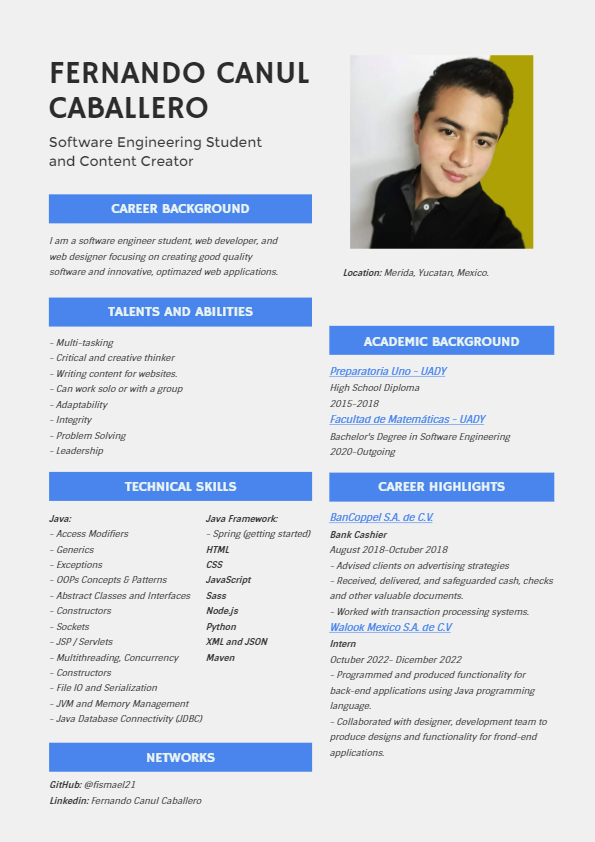 FERNANDO CANUL
CABALLERO
Software Engineering Student
and Content Creator
CAREER BACKGROUND
I am a software engineer student, web developer, and
web designer focusing on creating good quality
software and innovative, optimazed web applications.
TALENTS AND ABILITIES
- Multi-tasking
- Critical and creative thinker
- Writing content for websites.
- Can work solo or with a group
- Adaptability
- Integrity
- Problem Solving
- Leadership
TECHNICAL SKILLS
Java:
- Access Modifiers
- Generics
- Exceptions
- OOPs Concepts & Patterns
- Abstract Classes and Interfaces
- Constructors
- Sockets
- JSP / Servlets
- Multithreading, Concurrency
- Constructors
- File IO and Serialization
- JVM and Memory Management
- Java Database Connectivity (JDBC)
Java Framework:
- Spring (getting started)
HTML
CSS
JavaScript
Sass
Node.js
Python
XML and JSON
Maven
NETWORKS
GitHub: @fismael21
Linkedin: Fernando Canul Caballero
Location: Merida, Yucatan, Mexico.
ACADEMIC BACKGROUND
Preparatoria Uno - UADY
High School Diploma
2015-2018
Facultad de Matemáticas - UADY
Bachelor's Degree in Software Engineering
2020-Outgoing
CAREER HIGHLIGHTS
BanCoppel S.A. de C.V.
Bank Cashier
August 2018-October 2018
- Advised clients on advertising strategies
- Received, delivered, and safeguarded cash, checks
and other valuable documents.
- Worked with transaction processing systems.
Walook Mexico S.A. de C.V
Intern
Octuber 2022- Dicember 2022
- Programmed and produced functionality for
back-end applications using Java programming
language.
- Collaborated with designer, development team to
produce designs and functionality for frond-end
applications.